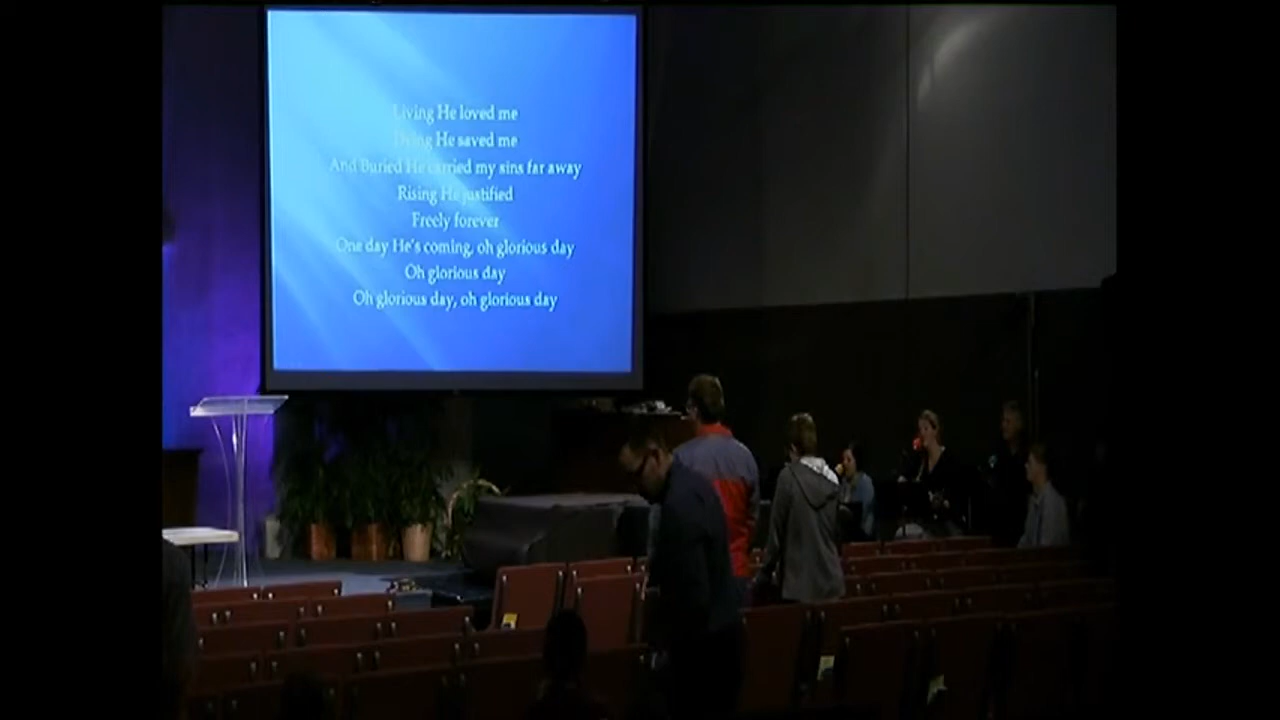 Living He loved me
Dying He saved me
And Buried He carried my sins far away
Rising He justified
Freely forever
One day He's coming, oh glorious day
Oh glorious day
Oh glorious day, oh glorious day